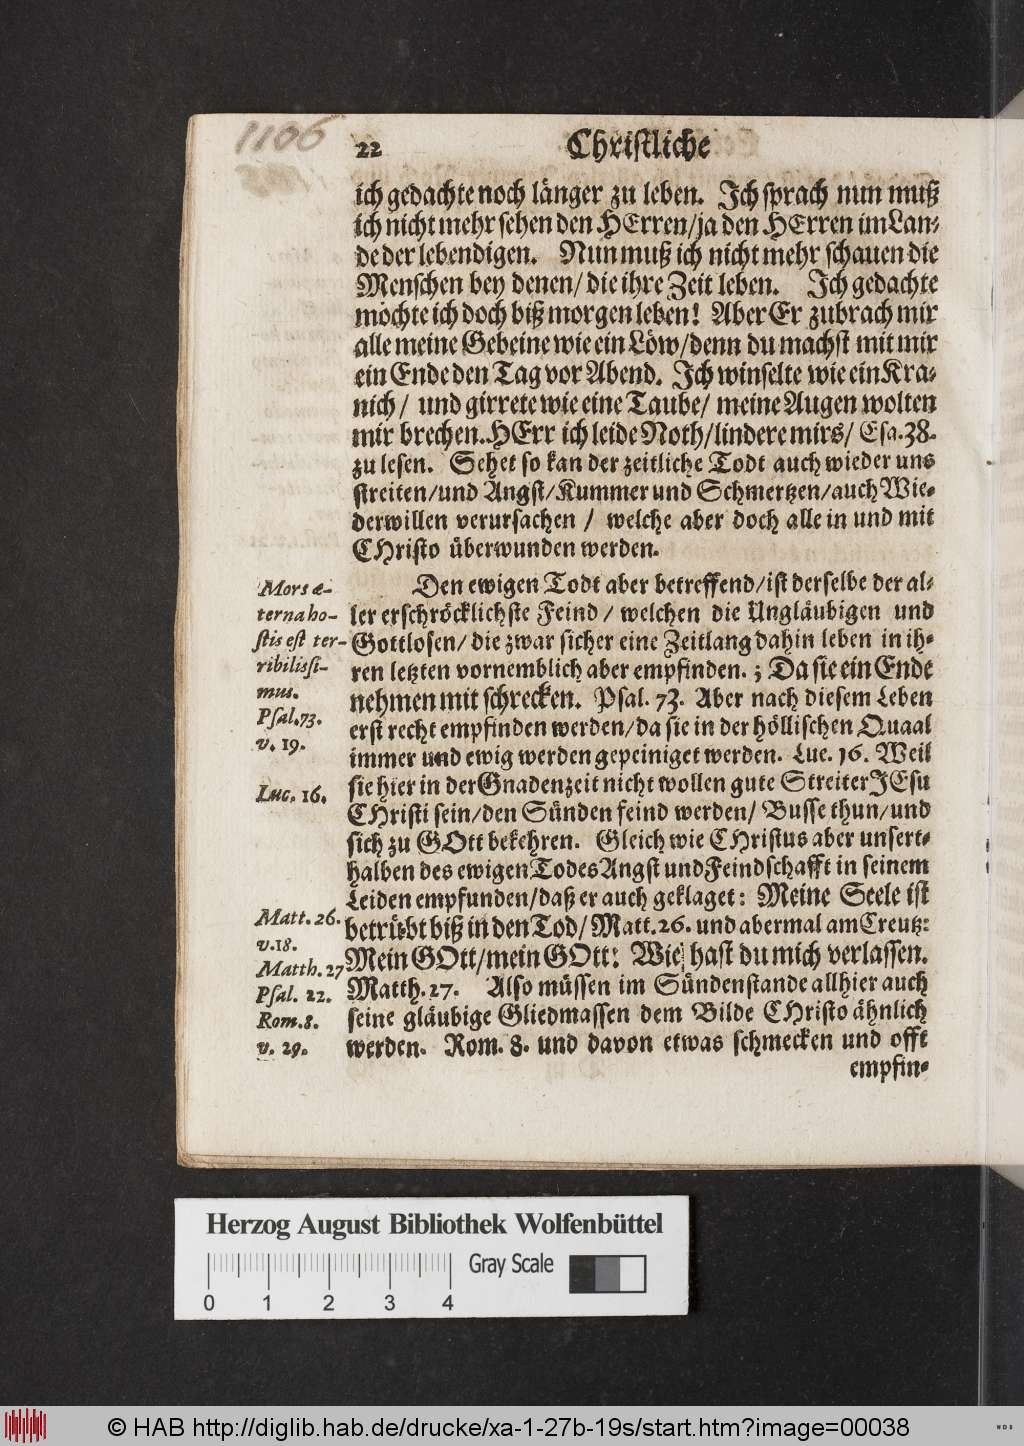 1106
22 Christliche
ich gedachte noch länger zu leben. Ich sprach nun muß
ich nicht mehr sehen den HErren/ja den HErren im Lan-
de der lebendigen. Nun muß ich nicht mehr schauen die
Menschen bey denen/ die ihre Zeit leben. Ich gedachte
möchte ich doch biß morgen leben! Aber Er zubrach mir
alle meine Gebeine wie ein Löw/denn du machst mit mir
ein Ende den Tag vor Abend. Ich winselte wie ein Kra-
nich/ und girrete wie eine Taube/ meine Augen wolten
mir brechen. HErr ich leide Noth/lindere mirs/ Esa. 38.
zu lesen. Sehet so kan der zeitliche Todt auch wieder uns
streiten/und Angst/Kummer und Schmertzen/auch Wie-
derwillen verursachen / welche aber doch alle in und mit
CHristo überwunden werden.
Den ewigen Todt aber betreffend/ist derselbe der al-
ler erschröcklichste Feind / welchen die Ungläubigen und
Gottlosen/ die zwar sicher eine Zeitlang dahin leben in ih-
ren letzten vornemblich aber empfinden. ; Da sie ein Ende
nehmen mit schrecken. Psal. 73. Aber nach diesem Leben
erst recht empfinden werden/da sie in der höllischen Quaal
immer und ewig werden gepeiniget werden. Luc. 16. Weil
sie hier in der Gnadenzeit nicht wollen gute Streiter JEsu
CHristi sein/den Sünden feind werden/ Busse thun/und
sich zu GOtt bekehren. Gleich wie CHristus aber unsert-
halben des ewigen Todes Angst und Feindschafft in seinem
Leiden empfunden/daß er auch geklaget: Meine Seele ist
betrübt biß in den Tod/ Matt. 26. und abermal am Creutz:
Mein GOtt/mein GOtt: Wie hast du mich verlassen.
Matth. 27. Also müssen im Sündenstande allhier auch
seine gläubige Gliedmassen dem Bilde CHristo ähnlich
werden. Rom. 8. und davon etwas schmecken und offt
empfin-
Mors æ-
terna ho-
stis est ter-
ribilissi-
mus.
Psal. 73.
v. 19.
Luc. 16.
Matt. 26.
v. 18.
Matth. 27
Psal. 22.
Rom. 8.
v. 29.
Herzog August Bibliothek Wolfenbüttel
Gray Scale
0 1 2 3 4
© HAB http://diglib.hab.de/drucke/xa-1-27b-19s/start.htm?image=00038